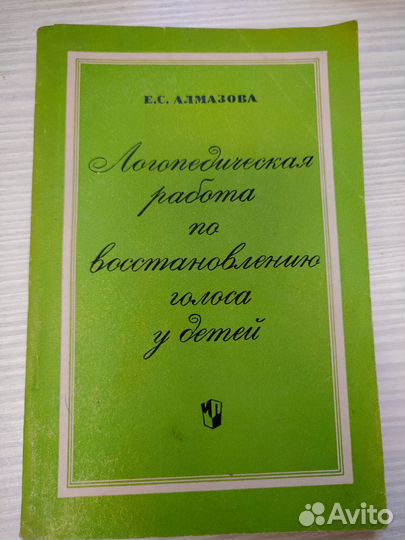 Е.С. АЛМАЗОВА
Логопедическая
работа
по
восстановлению
голоса
у детей
Avito